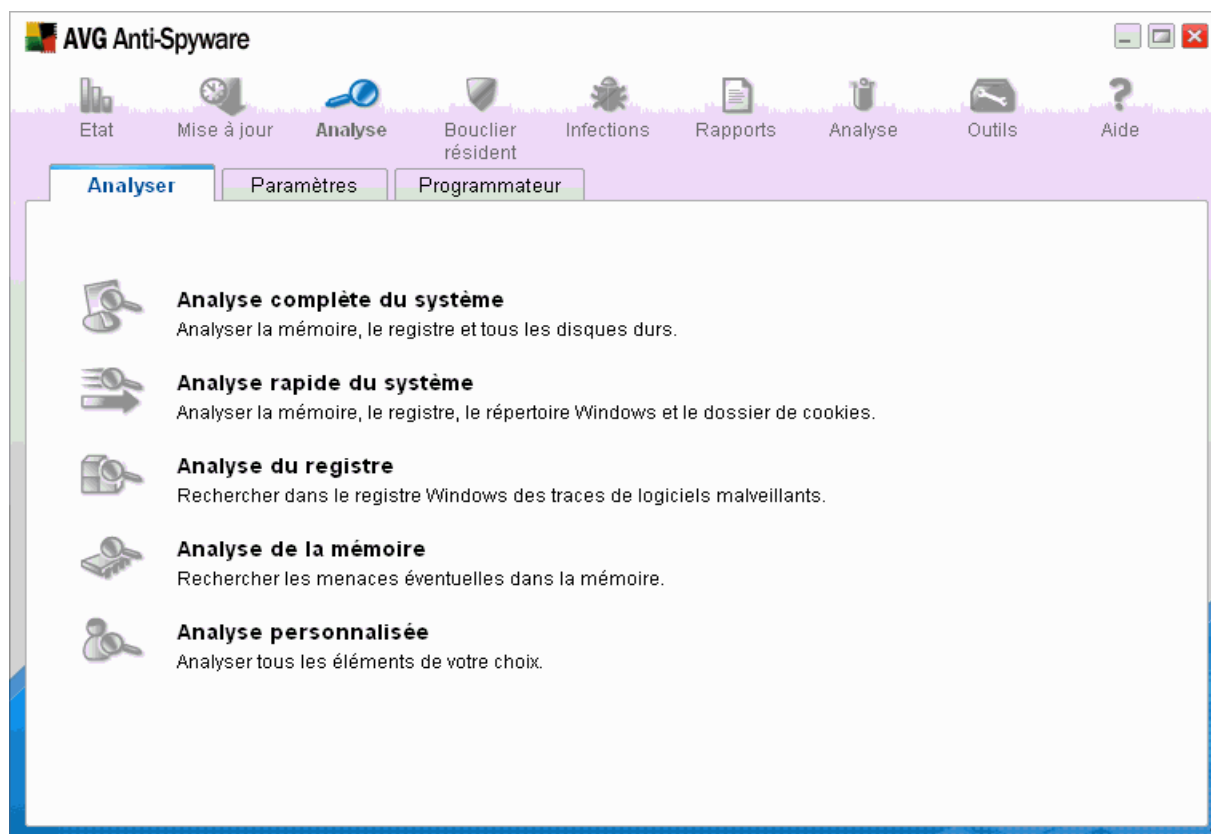 AVG Anti-Spyware
Etat
Mise à jour
Analyse
Bouclier
résident
Infections
Rapports
Analyse
Outils
Aide
Analyser
Paramètres
Programmateur
Analyse complète du système
Analyser la mémoire, le registre et tous les disques durs.
Analyse rapide du système
Analyser la mémoire, le registre, le répertoire Windows et le dossier de cookies.
Analyse du registre
Rechercher dans le registre Windows des traces de logiciels malveillants.
Analyse de la mémoire
Rechercher les menaces éventuelles dans la mémoire.
Analyse personnalisée
Analyser tous les éléments de votre choix.